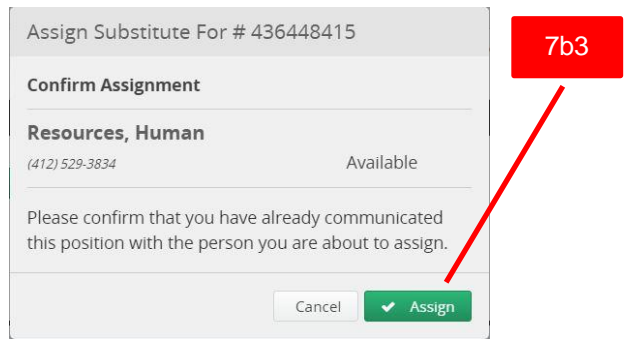 Assign Substitute For # 436448415
7b3
Confirm Assignment
Resources, Human
(412) 529-3834 Available
Please confirm that you have already communicated
this position with the person you are about to assign.
Cancel ✔ Assign